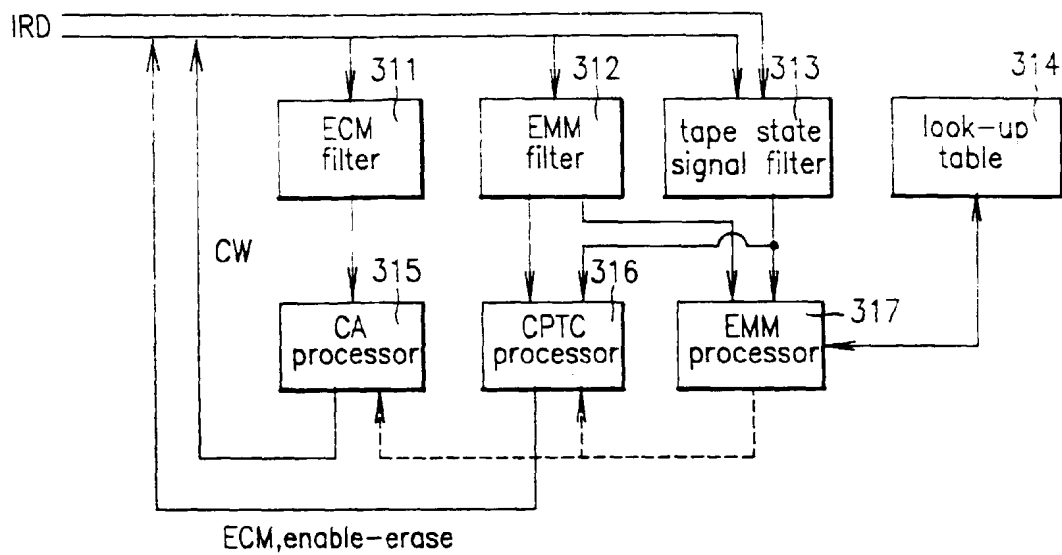 IRD
311
312
313
314
ECM
filter
EMM
filter
tape state
signal filter
look-up
table
CW
315
316
317
CA
processor
CPTC
processor
EMM
processor
ECM,enable-erase